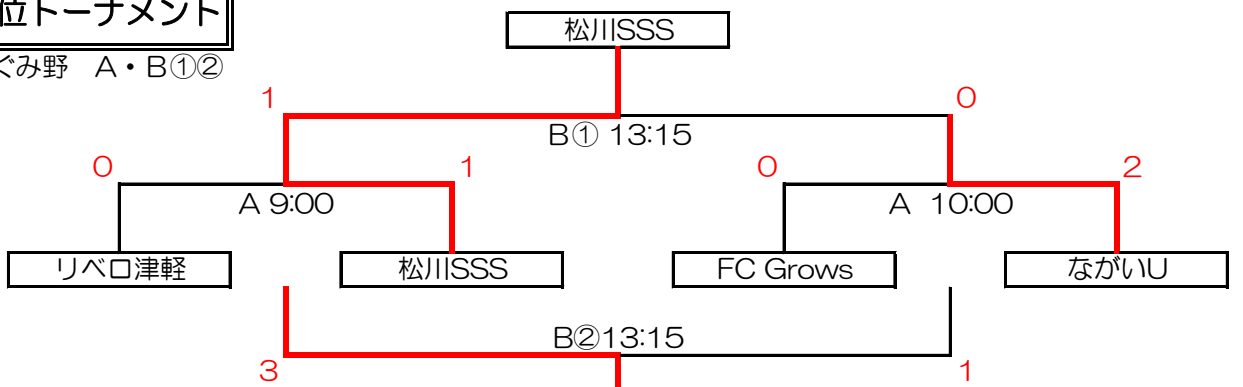 位トーナメント
松川SSS
ぐみ野 A・B①②
1
0
B① 13:15
0
1
0
2
A 9:00
A 10:00
リベロ津軽
松川SSS
FC Grows
ながいU
B②13:15
3
1